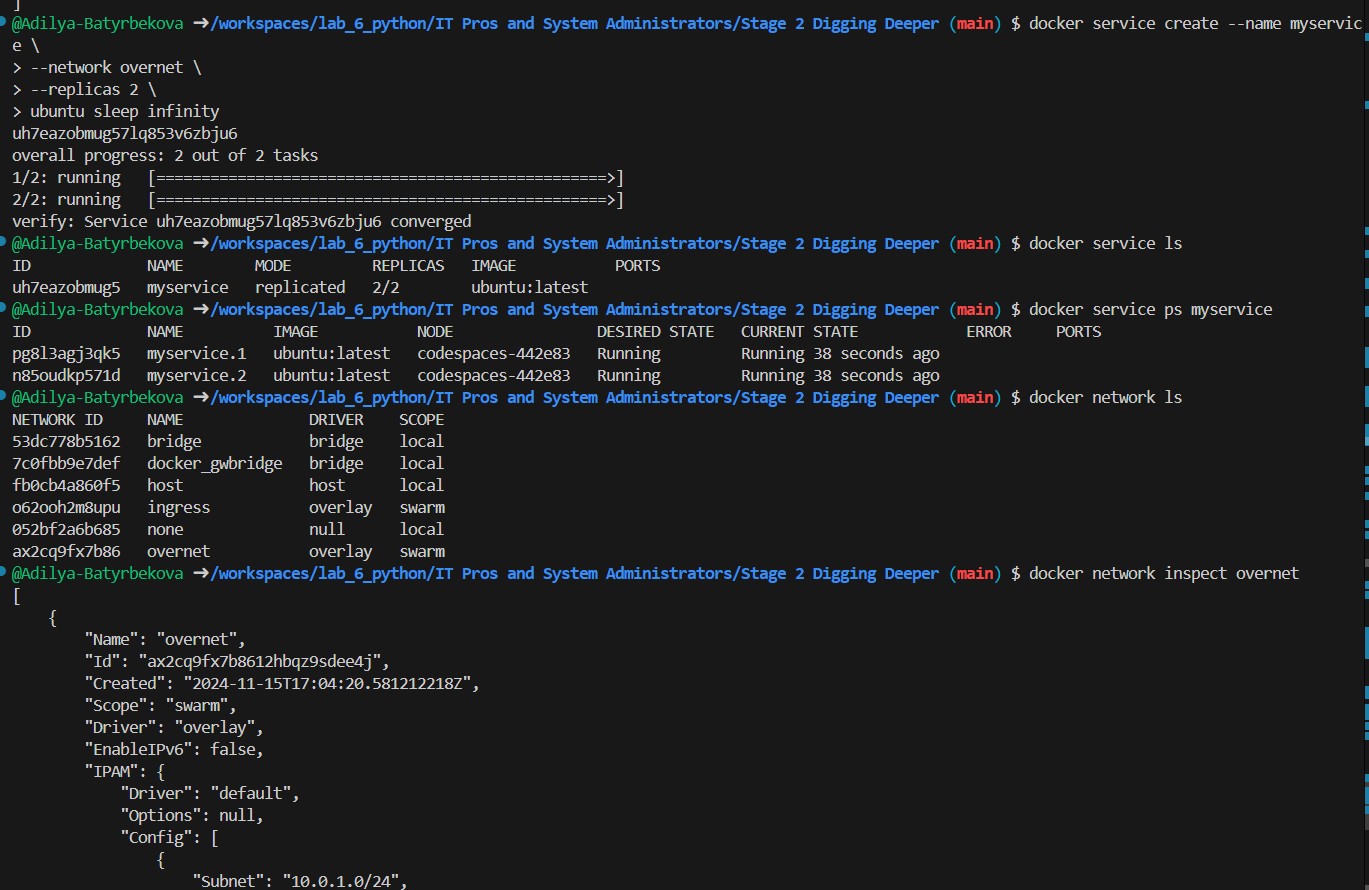 ]
@Adilya-Batyrbekova →/workspaces/lab_6_python/IT Pros and System Administrators/Stage 2 Digging Deeper (main) $ docker service create --name myservic
e \
> --network overnet \
> --replicas 2 \
> ubuntu sleep infinity
uh7eazobmug57lq853v6zbju6
overall progress: 2 out of 2 tasks
1/2: running   [==================================================>]
2/2: running   [==================================================>]
verify: Service uh7eazobmug57lq853v6zbju6 converged
@Adilya-Batyrbekova →/workspaces/lab_6_python/IT Pros and System Administrators/Stage 2 Digging Deeper (main) $ docker service ls
ID             NAME        MODE         REPLICAS   IMAGE           PORTS
uh7eazobmug5   myservice   replicated   2/2        ubuntu:latest
@Adilya-Batyrbekova →/workspaces/lab_6_python/IT Pros and System Administrators/Stage 2 Digging Deeper (main) $ docker service ps myservice
ID             NAME          IMAGE           NODE                DESIRED STATE   CURRENT STATE            ERROR     PORTS
pg8l3agj3qk5   myservice.1   ubuntu:latest   codespaces-442e83   Running         Running 38 seconds ago
n85oudkp571d   myservice.2   ubuntu:latest   codespaces-442e83   Running         Running 38 seconds ago
@Adilya-Batyrbekova →/workspaces/lab_6_python/IT Pros and System Administrators/Stage 2 Digging Deeper (main) $ docker network ls
NETWORK ID     NAME              DRIVER    SCOPE
53dc778b5162   bridge            bridge    local
7c0fbb9e7def   docker_gwbridge   bridge    local
fb0cb4a860f5   host              host      local
o62ooh2m8upu   ingress           overlay   swarm
052bf2a6b685   none              null      local
ax2cq9fx7b86   overnet           overlay   swarm
@Adilya-Batyrbekova →/workspaces/lab_6_python/IT Pros and System Administrators/Stage 2 Digging Deeper (main) $ docker network inspect overnet
[
    {
        "Name": "overnet",
        "Id": "ax2cq9fx7b8612hbqz9sdee4j",
        "Created": "2024-11-15T17:04:20.581212218Z",
        "Scope": "swarm",
        "Driver": "overlay",
        "EnableIPv6": false,
        "IPAM": {
            "Driver": "default",
            "Options": null,
            "Config": [
                {
                    "Subnet": "10.0.1.0/24",